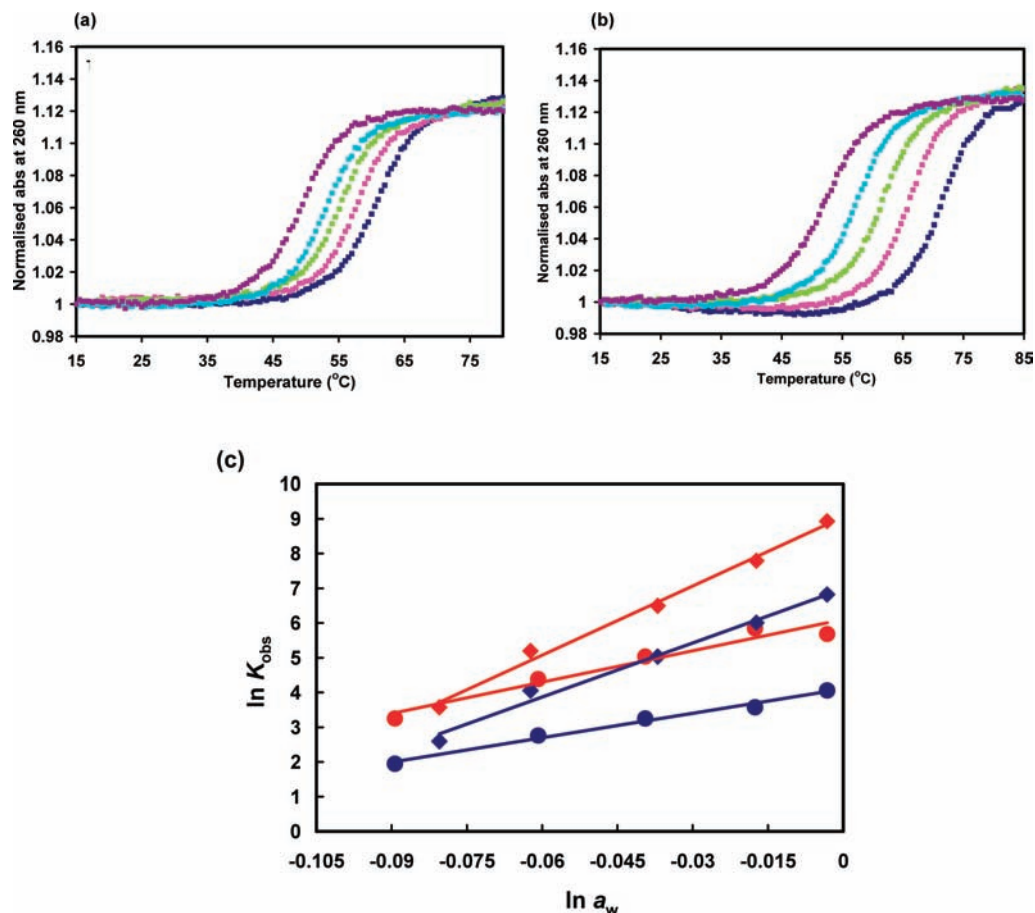 (a)
1.16
1.14
1.12
1.1
1.08
1.06
1.04
1.02
1
0.98
Normalised abs at 260 nm
15 25 35 45 55 65 75
Temperature (°C)
(b)
1.16
1.14
1.12
1.1
1.08
1.06
1.04
1.02
1
0.98
Normalised abs at 260 nm
15 25 35 45 55 65 75 85
Temperature (°C)
(c)
10
9
8
7
6
5
4
3
2
1
0
ln Kobs
-0.105 -0.09 -0.075 -0.06 -0.045 -0.03 -0.015 0
ln aw